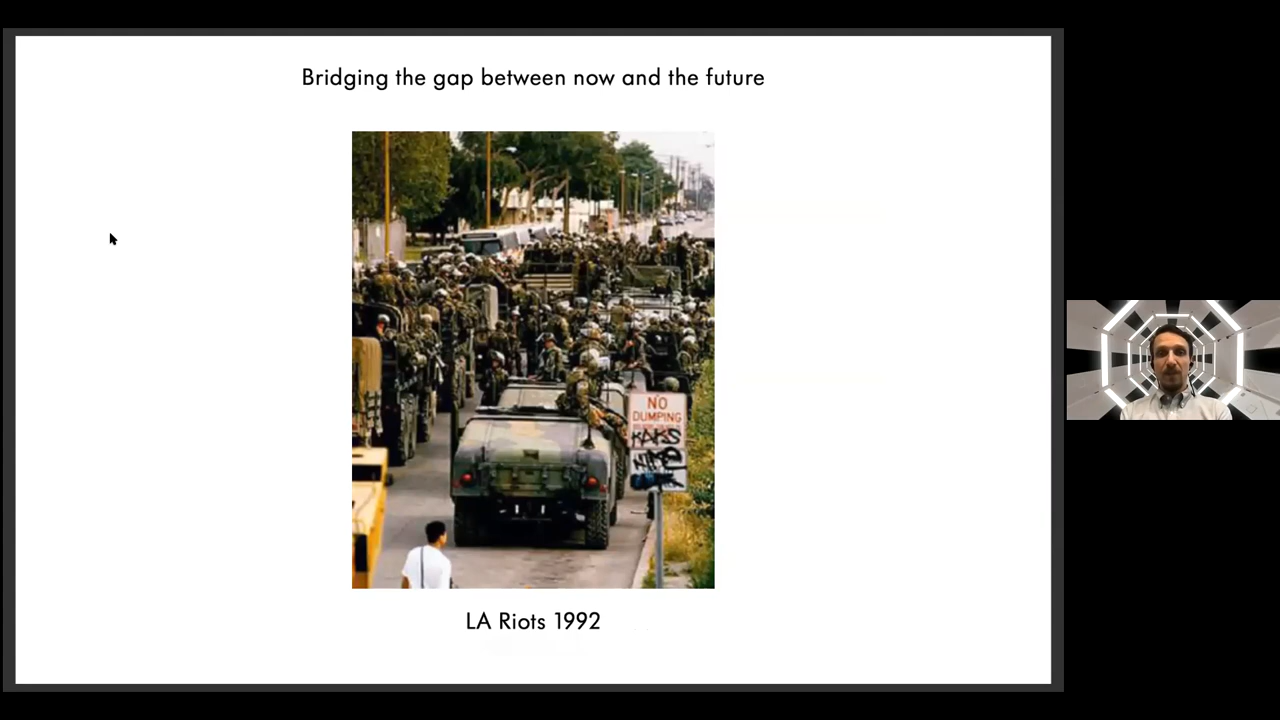 Bridging the gap between now and the future
NO
DUMPING
LA Riots 1992